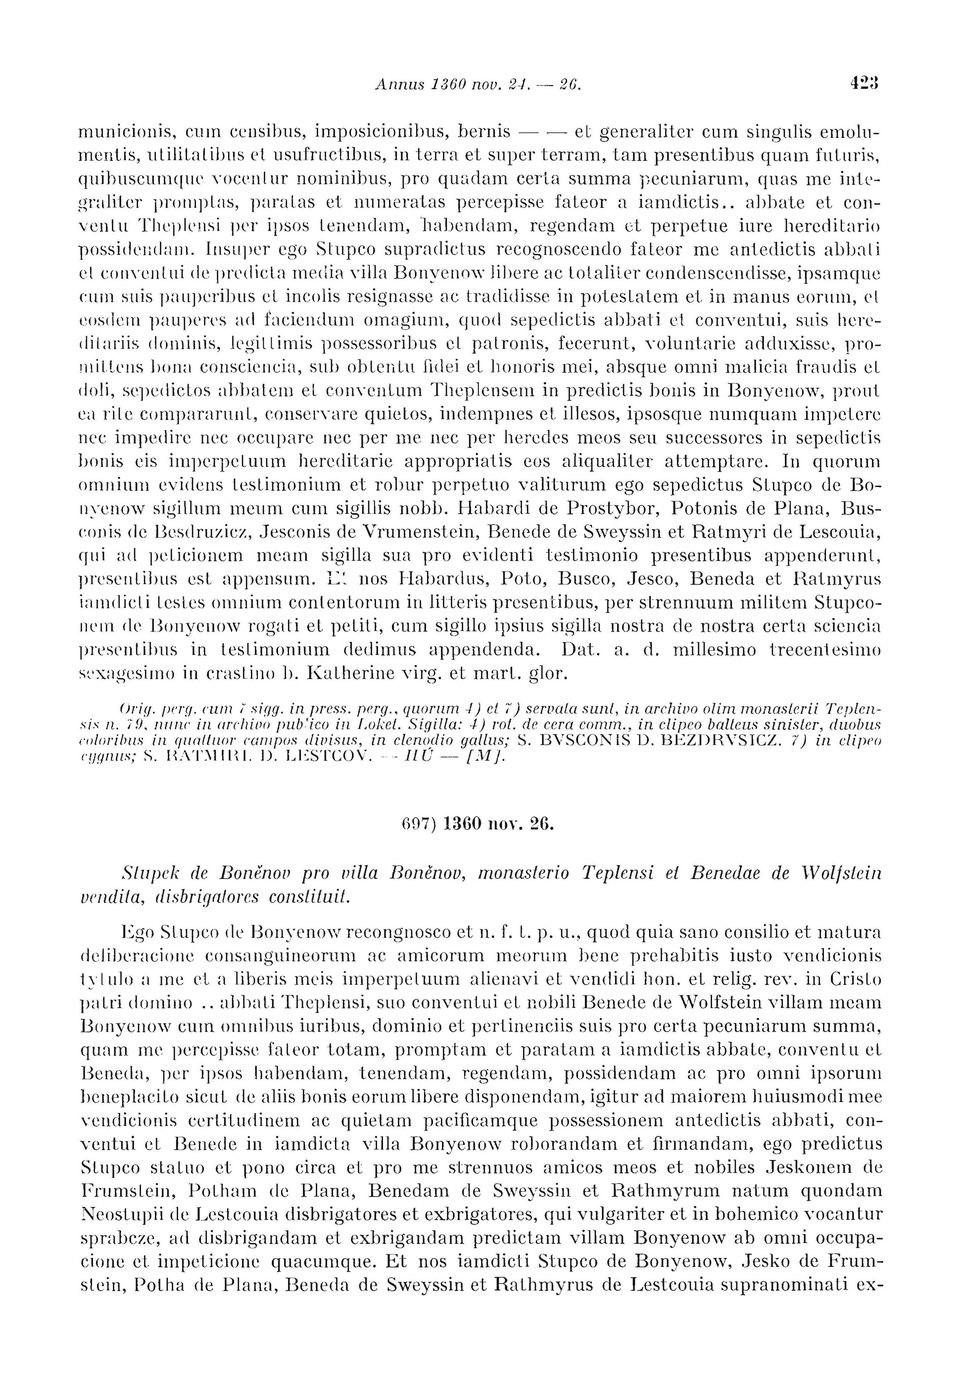 Annus 1360 nov. 24. — 26. 423
municionis, cum censibus, imposicionibus, bernis — — et generaliter cum singulis emolu-
mentis, utilitatibus et usufructibus, in terra et super terram, tam presentibus quam futuris,
quibuscumque vocentur nominibus, pro quadam certa summa pecuniarum, quas me inte-
graliter promptas, paratas et numeratas percepisse fateor a iamdictis.. abbate et con-
ventu Theplensi per ipsos tenendam, habendam, regendam et perpetue iure hereditario
possidendam. Insuper ego Stupco supradictus recognoscendo fateor me antedictis abbati
et conventui de predicta media villa Bonyenow libere ac totaliter condenscendisse, ipsamque
cum suis pauperibus et incolis resignasse ac tradidisse in potestatem et in manus eorum, et
eosdem pauperes ad faciendum omagium, quod sepedictis abbati et conventui, suis here-
ditariis dominis, legittimis possessoribus et patronis, fecerunt, voluntarie adduxisse, pro-
mittens bona consciencia, sub obtentu fidei et honoris mei, absque omni malicia fraudis et
doli, sepedictos abbatem et conventum Theplensem in predictis bonis in Bonyenow, prout
ea rite compararunt, conservare quietos, indempnes et illesos, ipsosque numquam impetere
nec impedire nec occupare nec per me nec per heredes meos seu successores in sepedictis
bonis eis imperpetuum hereditarie appropriatis eos aliqualiter attemptare. In quorum
omnium evidens testimonium et robur perpetuo valiturum ego sepedictus Stupco de Bo-
nyenow sigillum meum cum sigillis nobb. Habardi de Prostybor, Potonis de Plana, Bus-
conis de Besdruzicz, Jesconis de Vrumenstein, Benede de Sweyssin et Ratmyri de Lescouia,
qui ad peticionem meam sigilla sua pro evidenti testimonio presentibus appenderunt,
presentibus est appensum. Et nos Habardus, Poto, Busco, Jesco, Beneda et Ratmyrus
iamdicti testes omnium contentorum in litteris presentibus, per strennuum militem Stupco-
nem de Bonyenow rogati et petiti, cum sigillo ipsius sigilla nostra de nostra certa sciencia
presentibus in testimonium dedimus appendenda. Dat. a. d. millesimo trecentesimo
sexagesimo in crastino b. Katherine virg. et mart. glor.
Orig. perg. cum 7 sigg. in press. perg., quorum 4) et 7) servata sunt, in archivo olim monasterii Teplen-
sis n. 79, nunc in archivo publico in Loket. Sigilla: 4) rot. de cera comm., in clipeo balteus sinister, duobus
coloribus in quattuor campos divisus, in clenodio gallus; S. BVSCONIS D. BEZDRVSICZ. 7) in clipeo
cygnus; S. RATMIRI. D. LESTCOV. — HÚ — [M].
697) 1360 nov. 26.
Stupek de Boněnov pro villa Boněnov, monasterio Teplensi et Benedae de Wolfstein
vendita, disbrigatores constituit.
Ego Stupco de Bonyenow recongnosco et n. f. t. p. u., quod quia sano consilio et matura
deliberacione consanguineorum ac amicorum meorum bene prehabitis iusto vendicionis
tytulo a me et a liberis meis imperpetuum alienavi et vendidi hon. et relig. rev. in Cristo
patri domino .. abbati Theplensi, suo conventui et nobili Benede de Wolfstein villam meam
Bonyenow cum omnibus iuribus, dominio et pertinenciis suis pro certa pecuniarum summa,
quam me percepisse fateor totam, promptam et paratam a iamdictis abbate, conventu et
Beneda, per ipsos habendam, tenendam, regendam, possidendam ac pro omni ipsorum
beneplacito sicut de aliis bonis eorum libere disponendam, igitur ad maiorem huiusmodi mee
vendicionis certitudinem ac quietam pacificamque possessionem antedictis abbati, con-
ventui et Benede in iamdicta villa Bonyenow roborandam et firmandam, ego predictus
Stupco statuo et pono circa et pro me strennuos amicos meos et nobiles Jeskonem de
Frumstein, Potham de Plana, Benedam de Sweyssin et Rathmyrum natum quondam
Neostupii de Lestcouia disbrigatores et exbrigatores, qui vulgariter et in bohemico vocantur
sprabcze, ad disbrigandam et exbrigandam predictam villam Bonyenow ab omni occupa-
cione et impeticione quacumque. Et nos iamdicti Stupco de Bonyenow, Jesko de Frum-
stein, Potha de Plana, Beneda de Sweyssin et Rathmyrus de Lestcouia supranominati ex-